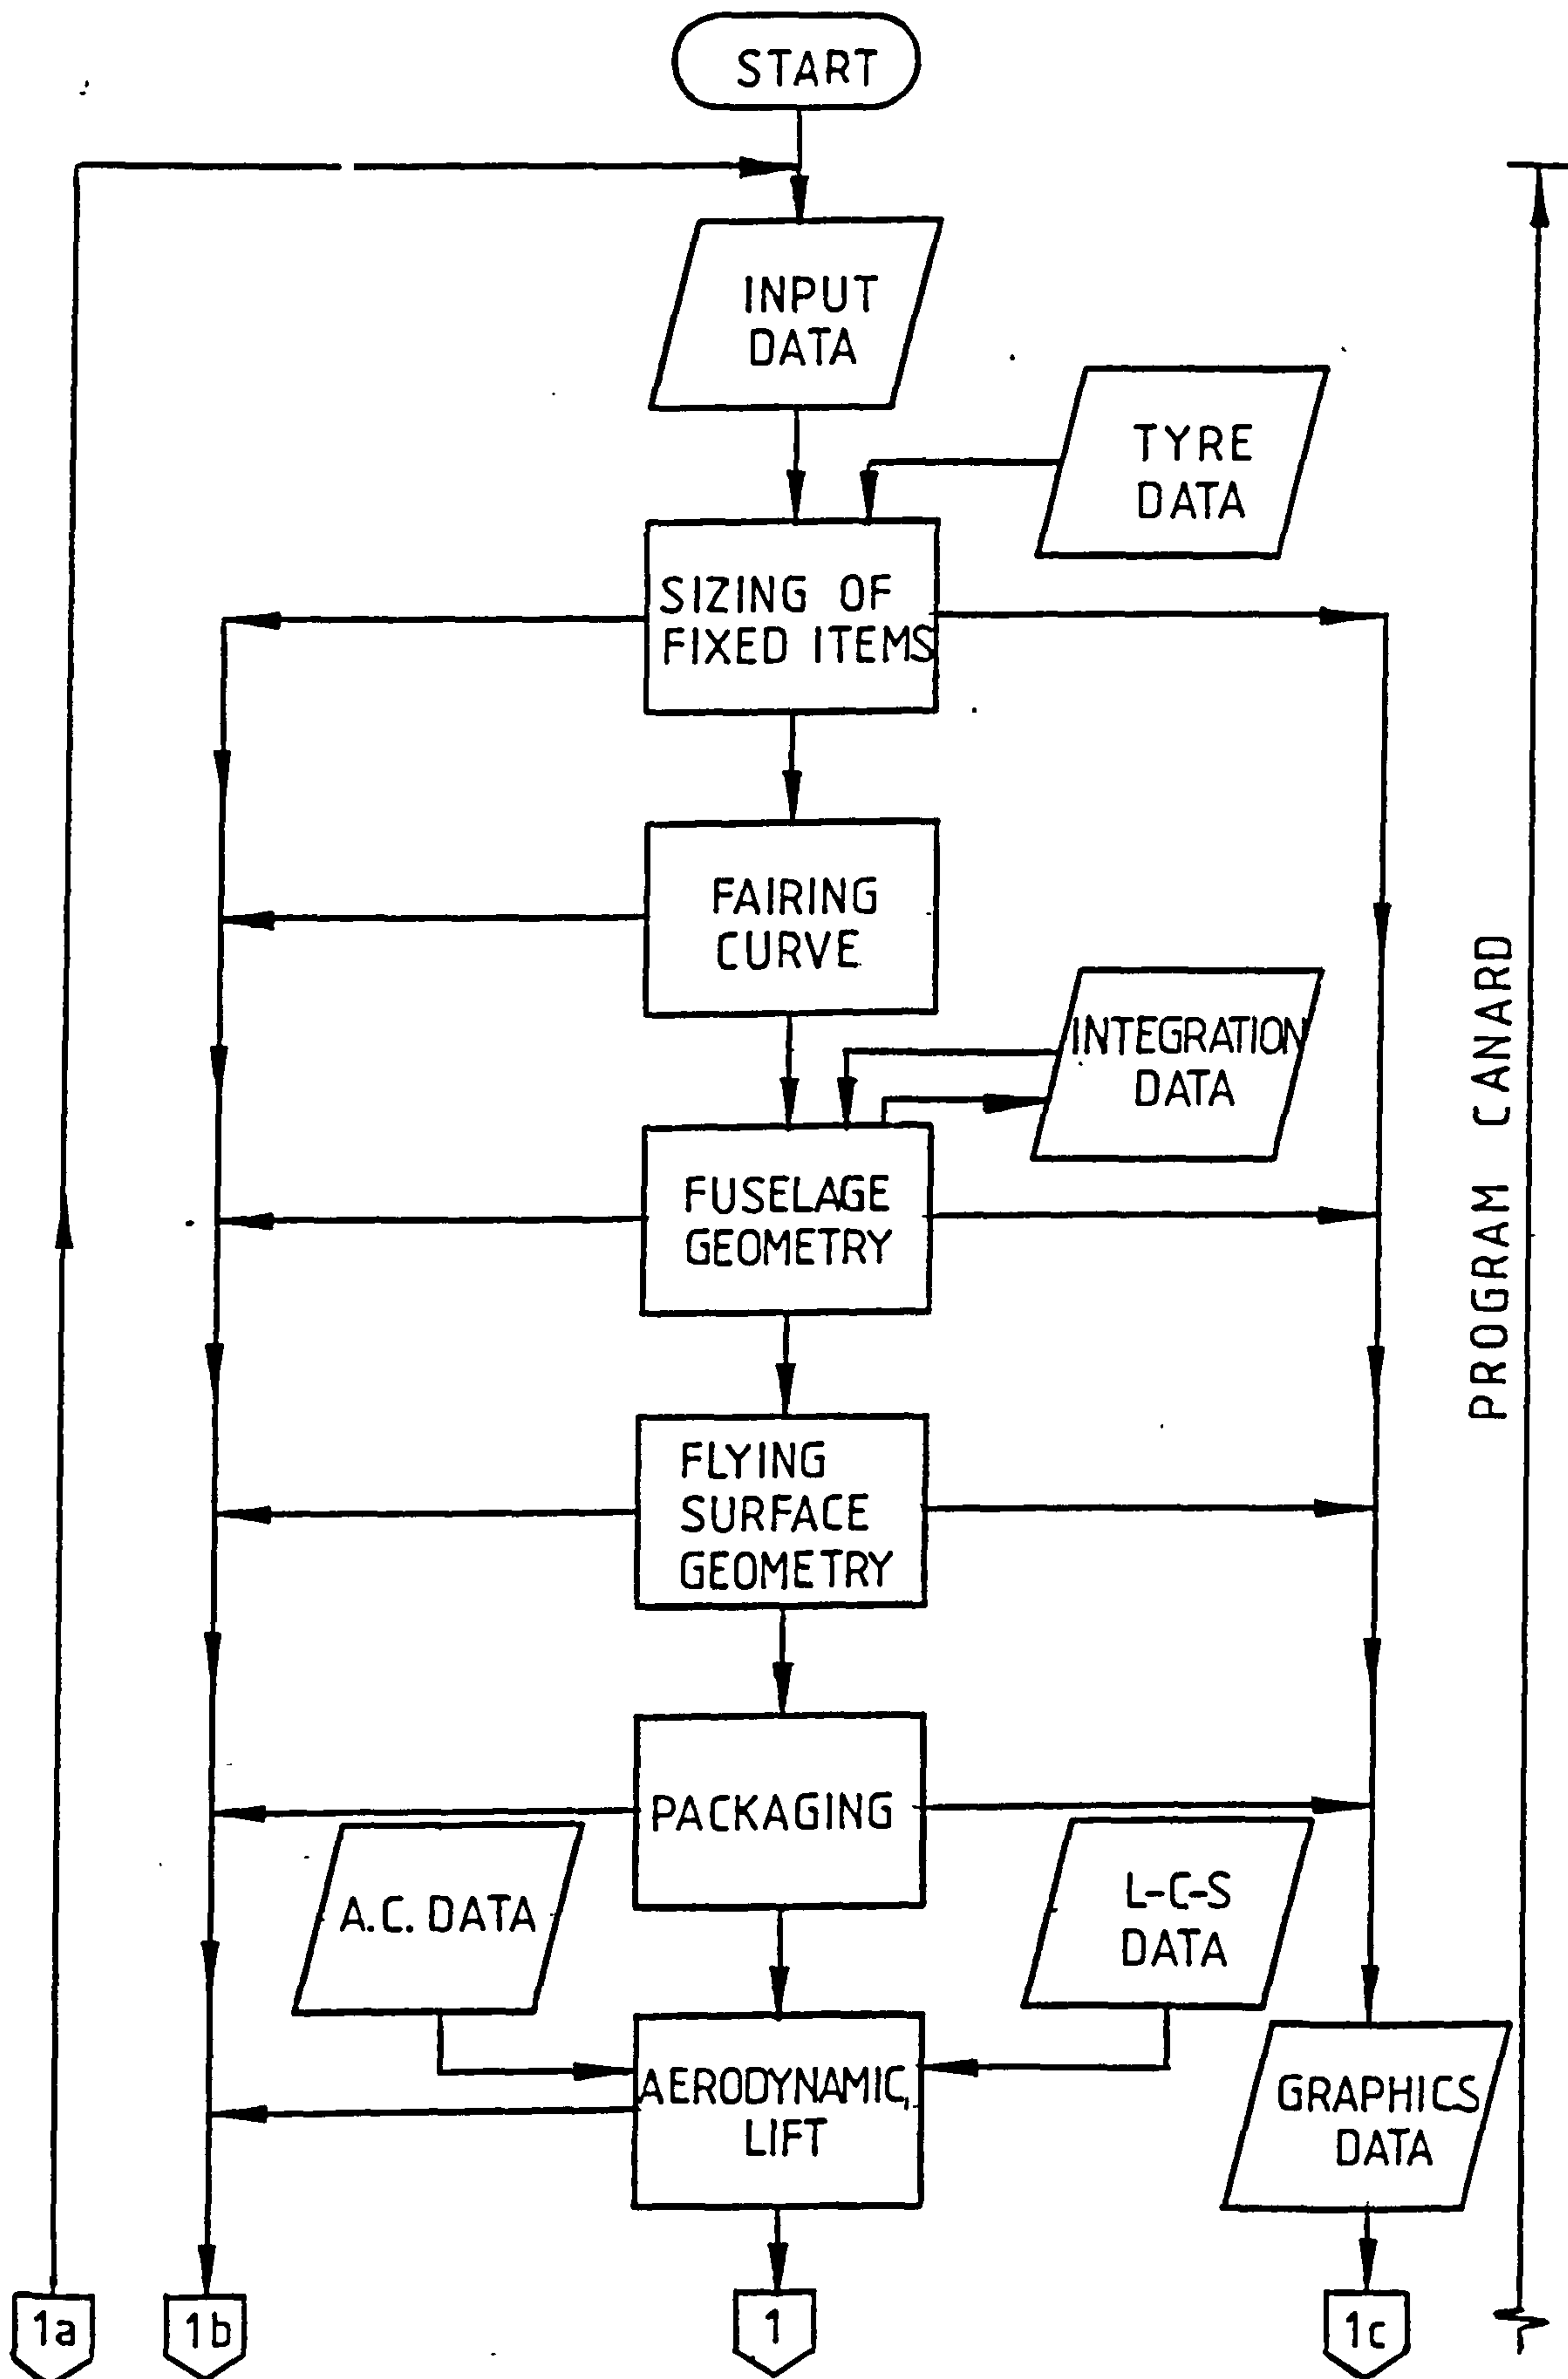 START
INPUT
DATA
TYRE
DATA
SIZING OF
FIXED ITEMS
FAIRING
CURVE
INTEGRATION
DATA
FUSELAGE
GEOMETRY
PROGRAM CANARD
FLYING
SURFACE
GEOMETRY
PACKAGING
A.C. DATA
L-C-S
DATA
AERODYNAMIC
LIFT
GRAPHICS
DATA
1a
1b
1
1c